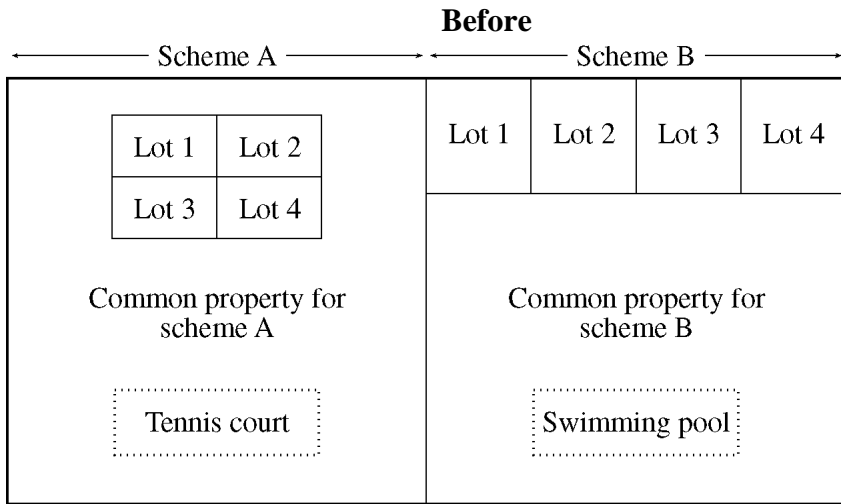 Before
Scheme A
Scheme B
Lot 1
Lot 2
Lot 3
Lot 4
Common property for
scheme A
Tennis court
Lot 1
Lot 2
Lot 3
Lot 4
Common property for
scheme B
Swimming pool